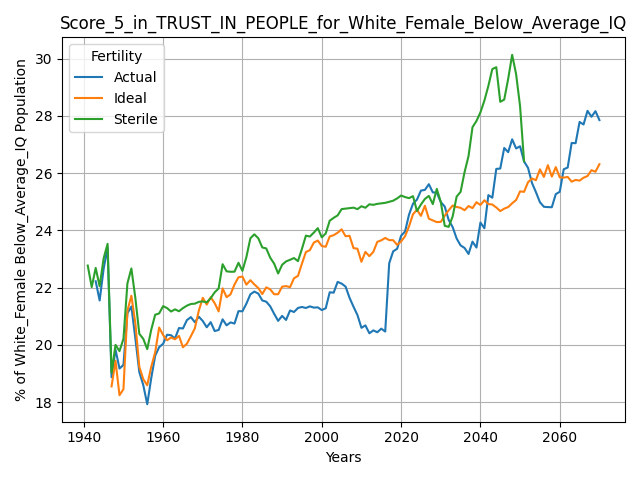 Score_5_in_TRUST_IN_PEOPLE_for_White_Female_Below_Average_IQ
% of White_Female Below_Average_IQ Population
30
28
26
24
22
20
18
Fertility
Actual
Ideal
Sterile
1940 1960 1980 2000 2020 2040 2060
Years